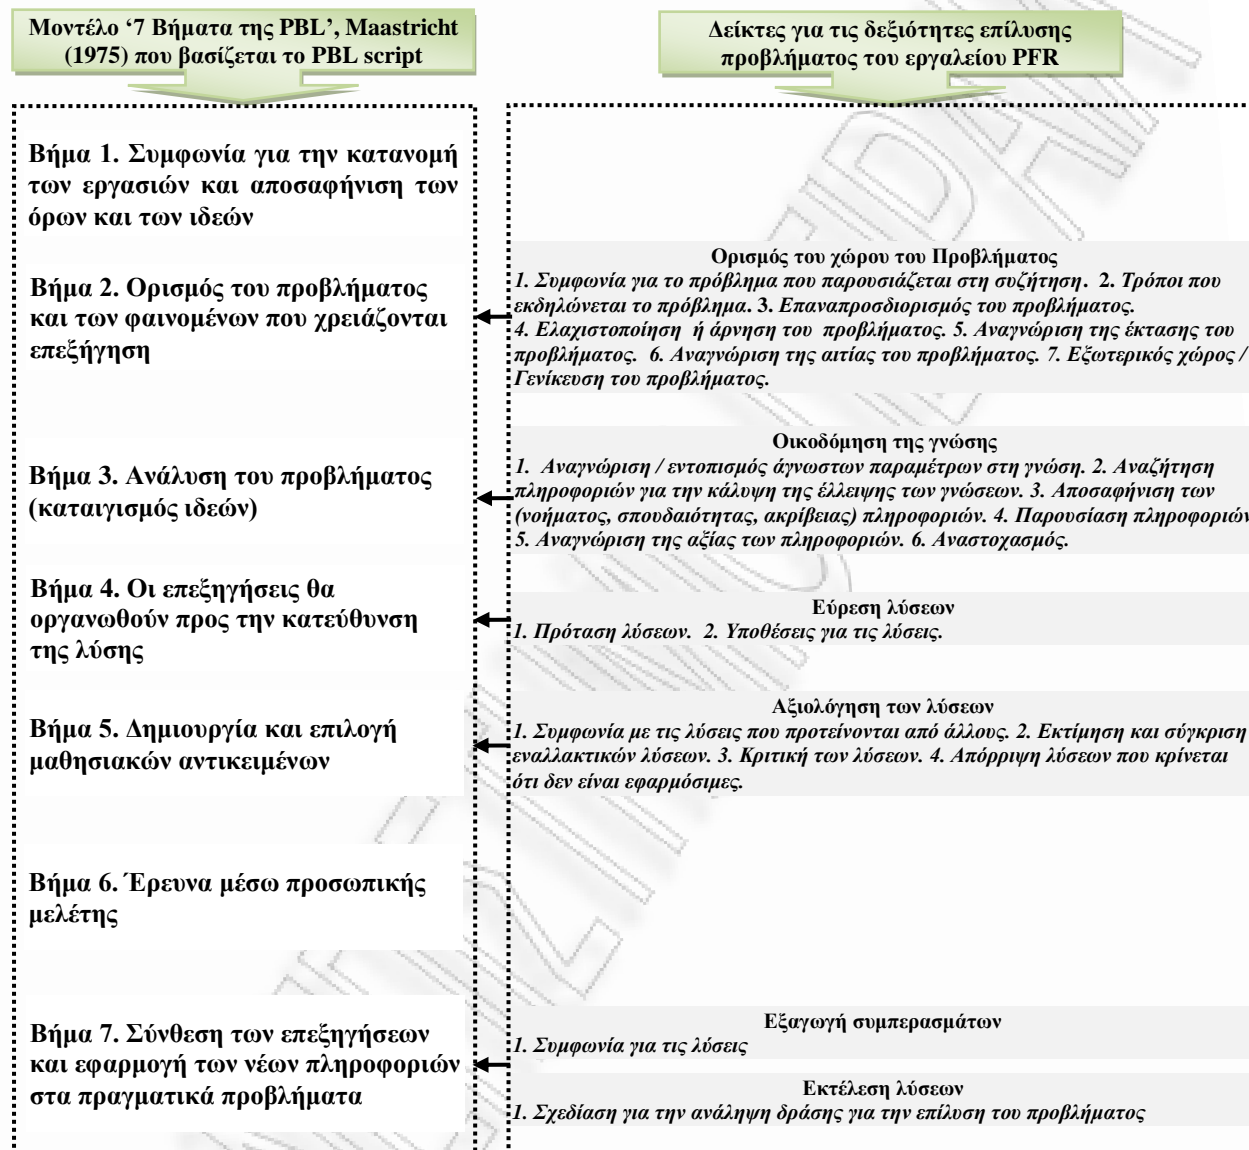 Μοντέλο ‘7 Βήματα της PBL’, Maastricht
(1975) που βασίζεται το PBL script
Δείκτες για τις δεξιότητες επίλυσης
προβλήματος του εργαλείου PFR
Βήμα 1. Συμφωνία για την κατανομή
των εργασιών και αποσαφήνιση των
όρων και των ιδεών
Βήμα 2. Ορισμός του προβλήματος
και των φαινομένων που χρειάζονται
επεξήγηση
Ορισμός του χώρου του Προβλήματος
1. Συμφωνία για το πρόβλημα που παρουσιάζεται στη συζήτηση. 2. Τρόποι που
εκδηλώνεται το πρόβλημα. 3. Επαναπροσδιορισμός του προβλήματος.
4. Ελαχιστοποίηση ή άρνηση του προβλήματος. 5. Αναγνώριση της έκτασης του
προβλήματος. 6. Αναγνώριση της αιτίας του προβλήματος. 7. Εξωτερικός χώρος /
Γενίκευση του προβλήματος.
Βήμα 3. Ανάλυση του προβλήματος
(καταιγισμός ιδεών)
Οικοδόμηση της γνώσης
1. Αναγνώριση / εντοπισμός άγνωστων παραμέτρων στη γνώση. 2. Αναζήτηση
πληροφοριών για την κάλυψη της έλλειψης των γνώσεων. 3. Αποσαφήνιση των
(νοήματος, σπουδαιότητας, ακρίβειας) πληροφοριών. 4. Παρουσίαση πληροφοριών
5. Αναγνώριση της αξίας των πληροφοριών. 6. Αναστοχασμός.
Βήμα 4. Οι επεξηγήσεις θα
οργανωθούν προς την κατεύθυνση
της λύσης
Εύρεση λύσεων
1. Πρόταση λύσεων. 2. Υποθέσεις για τις λύσεις.
Βήμα 5. Δημιουργία και επιλογή
μαθησιακών αντικειμένων
Αξιολόγηση των λύσεων
1. Συμφωνία με τις λύσεις που προτείνονται από άλλους. 2. Εκτίμηση και σύγκριση
εναλλακτικών λύσεων. 3. Κριτική των λύσεων. 4. Απόρριψη λύσεων που κρίνεται
ότι δεν είναι εφαρμόσιμες.
Βήμα 6. Έρευνα μέσω προσωπικής
μελέτης
Βήμα 7. Σύνθεση των επεξηγήσεων
και εφαρμογή των νέων πληροφοριών
στα πραγματικά προβλήματα
Εξαγωγή συμπερασμάτων
1. Συμφωνία για τις λύσεις
Εκτέλεση λύσεων
1. Σχεδίαση για την ανάληψη δράσης για την επίλυση του προβλήματος